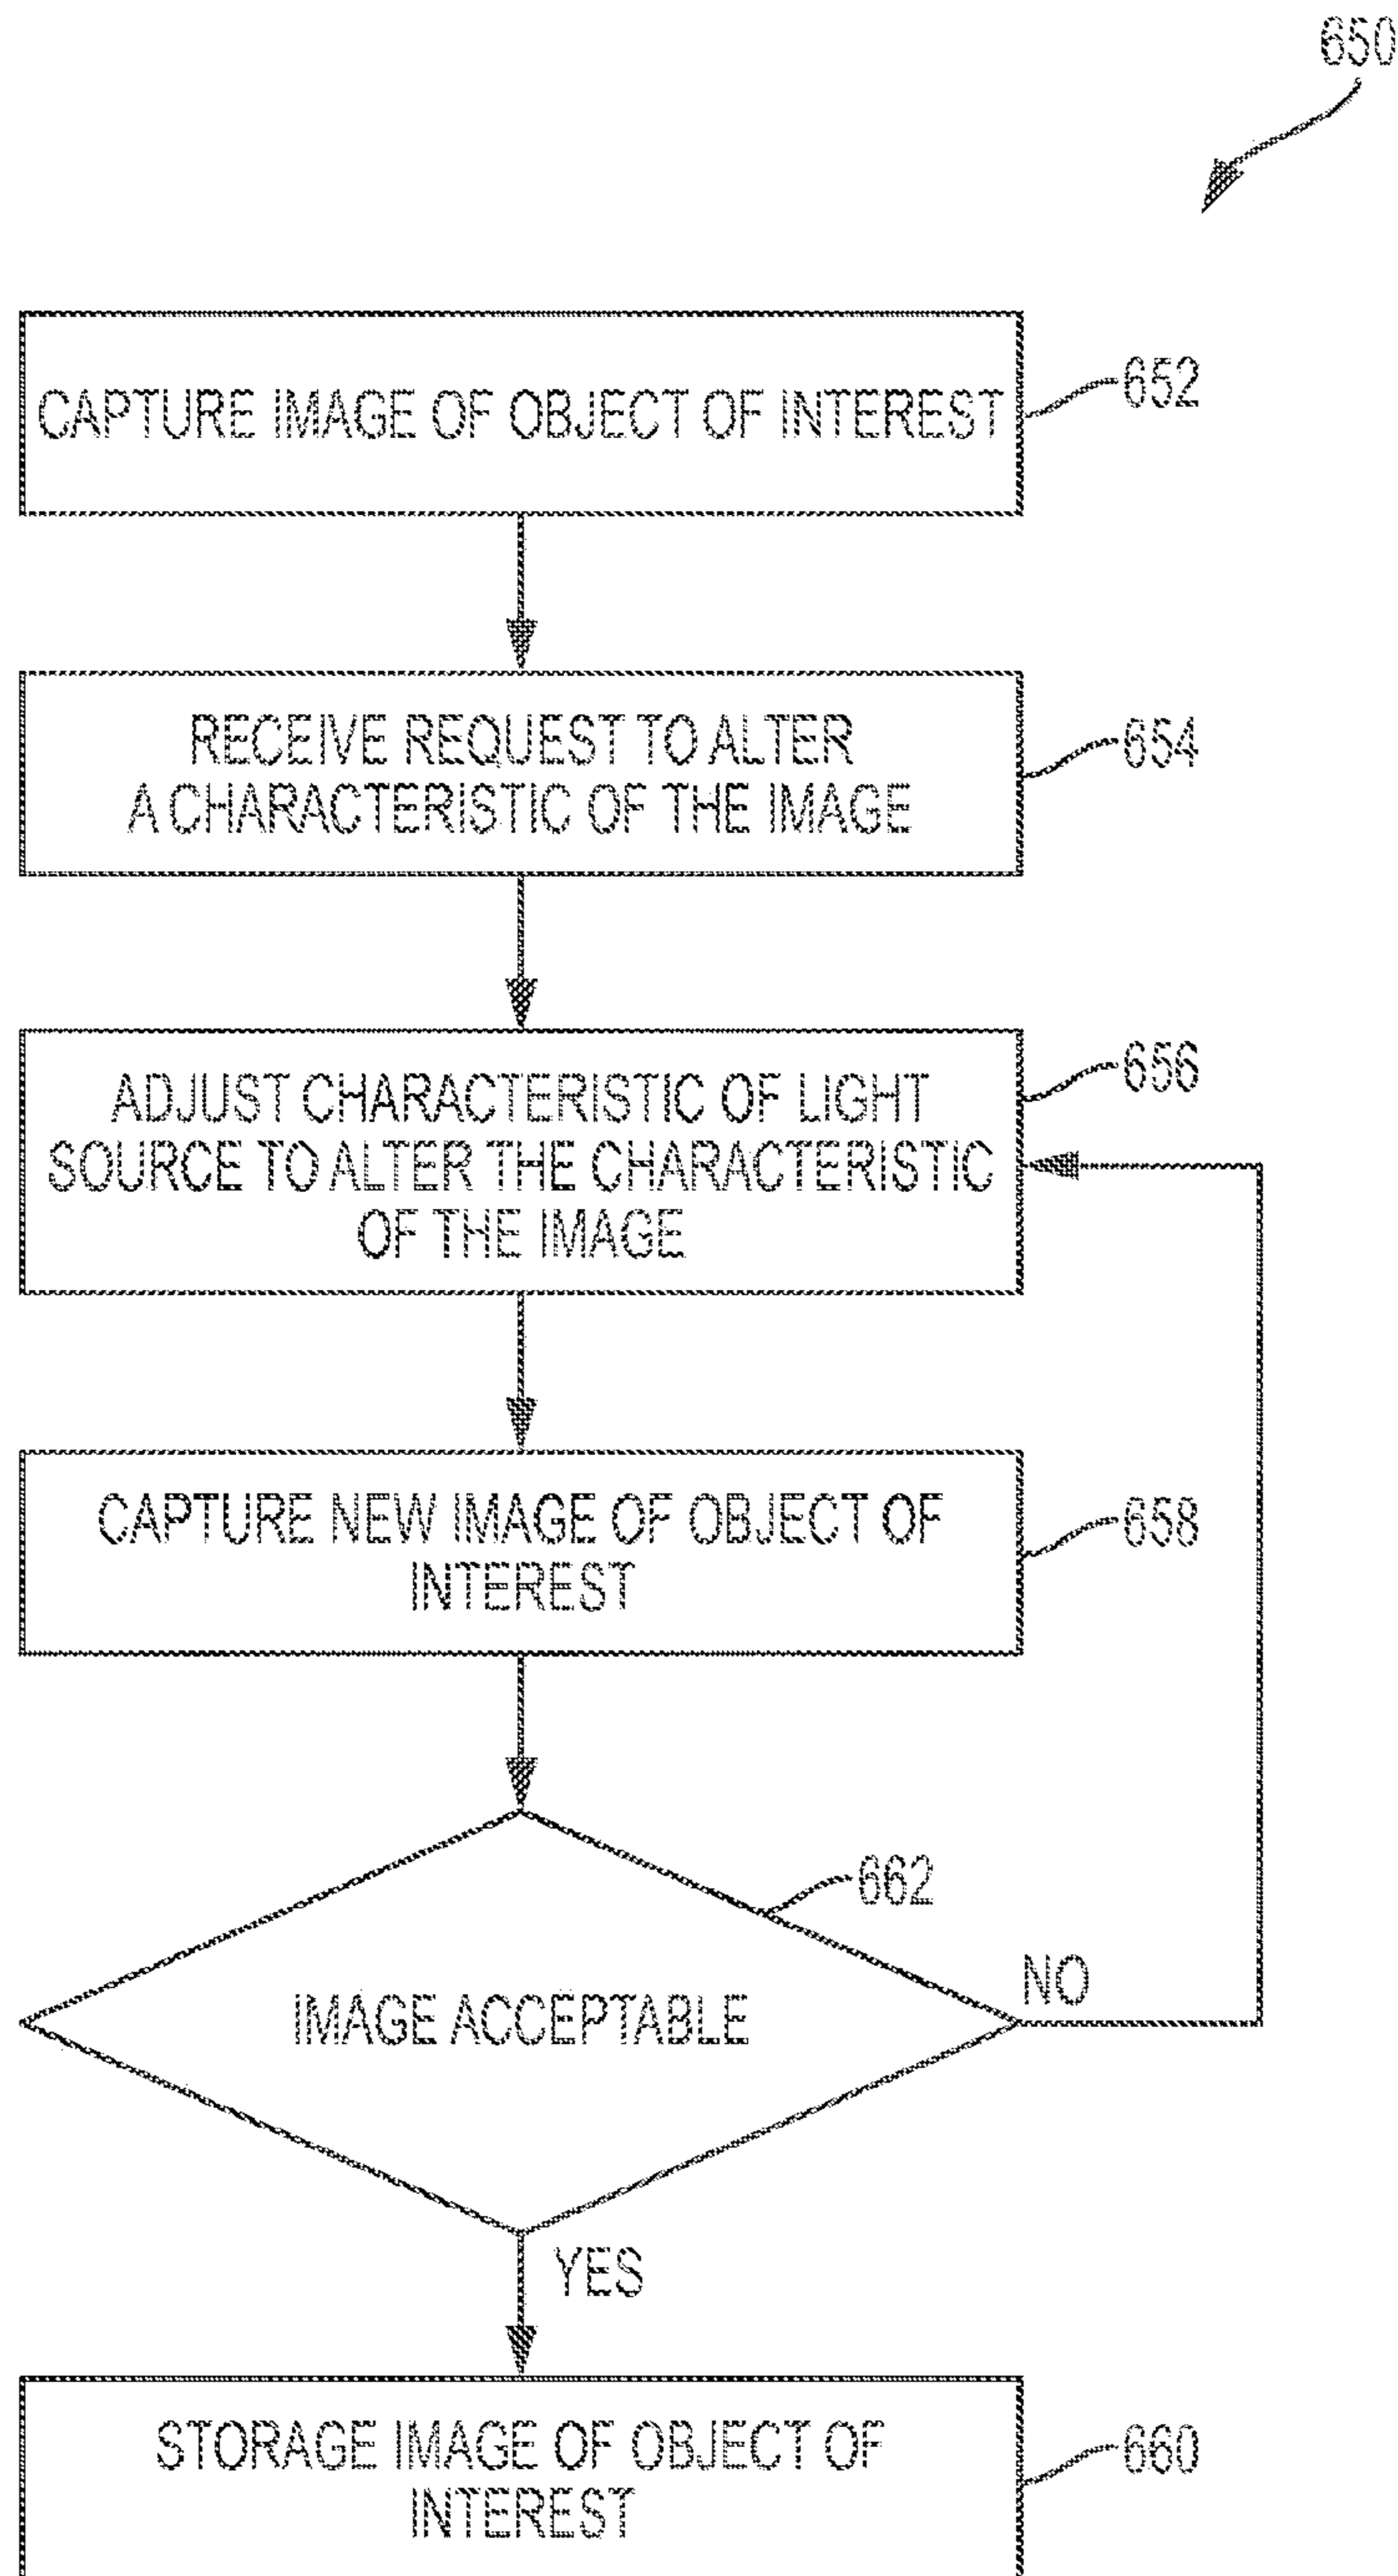 650
CAPTURE IMAGE OF OBJECT OF INTEREST
652
RECEIVE REQUEST TO ALTER
A CHARACTERISTIC OF THE IMAGE
654
ADJUST CHARACTERISTIC OF LIGHT
SOURCE TO ALTER THE CHARACTERISTIC
OF THE IMAGE
656
CAPTURE NEW IMAGE OF OBJECT OF
INTEREST
658
662
IMAGE ACCEPTABLE
NO
YES
STORAGE IMAGE OF OBJECT OF
INTEREST
660